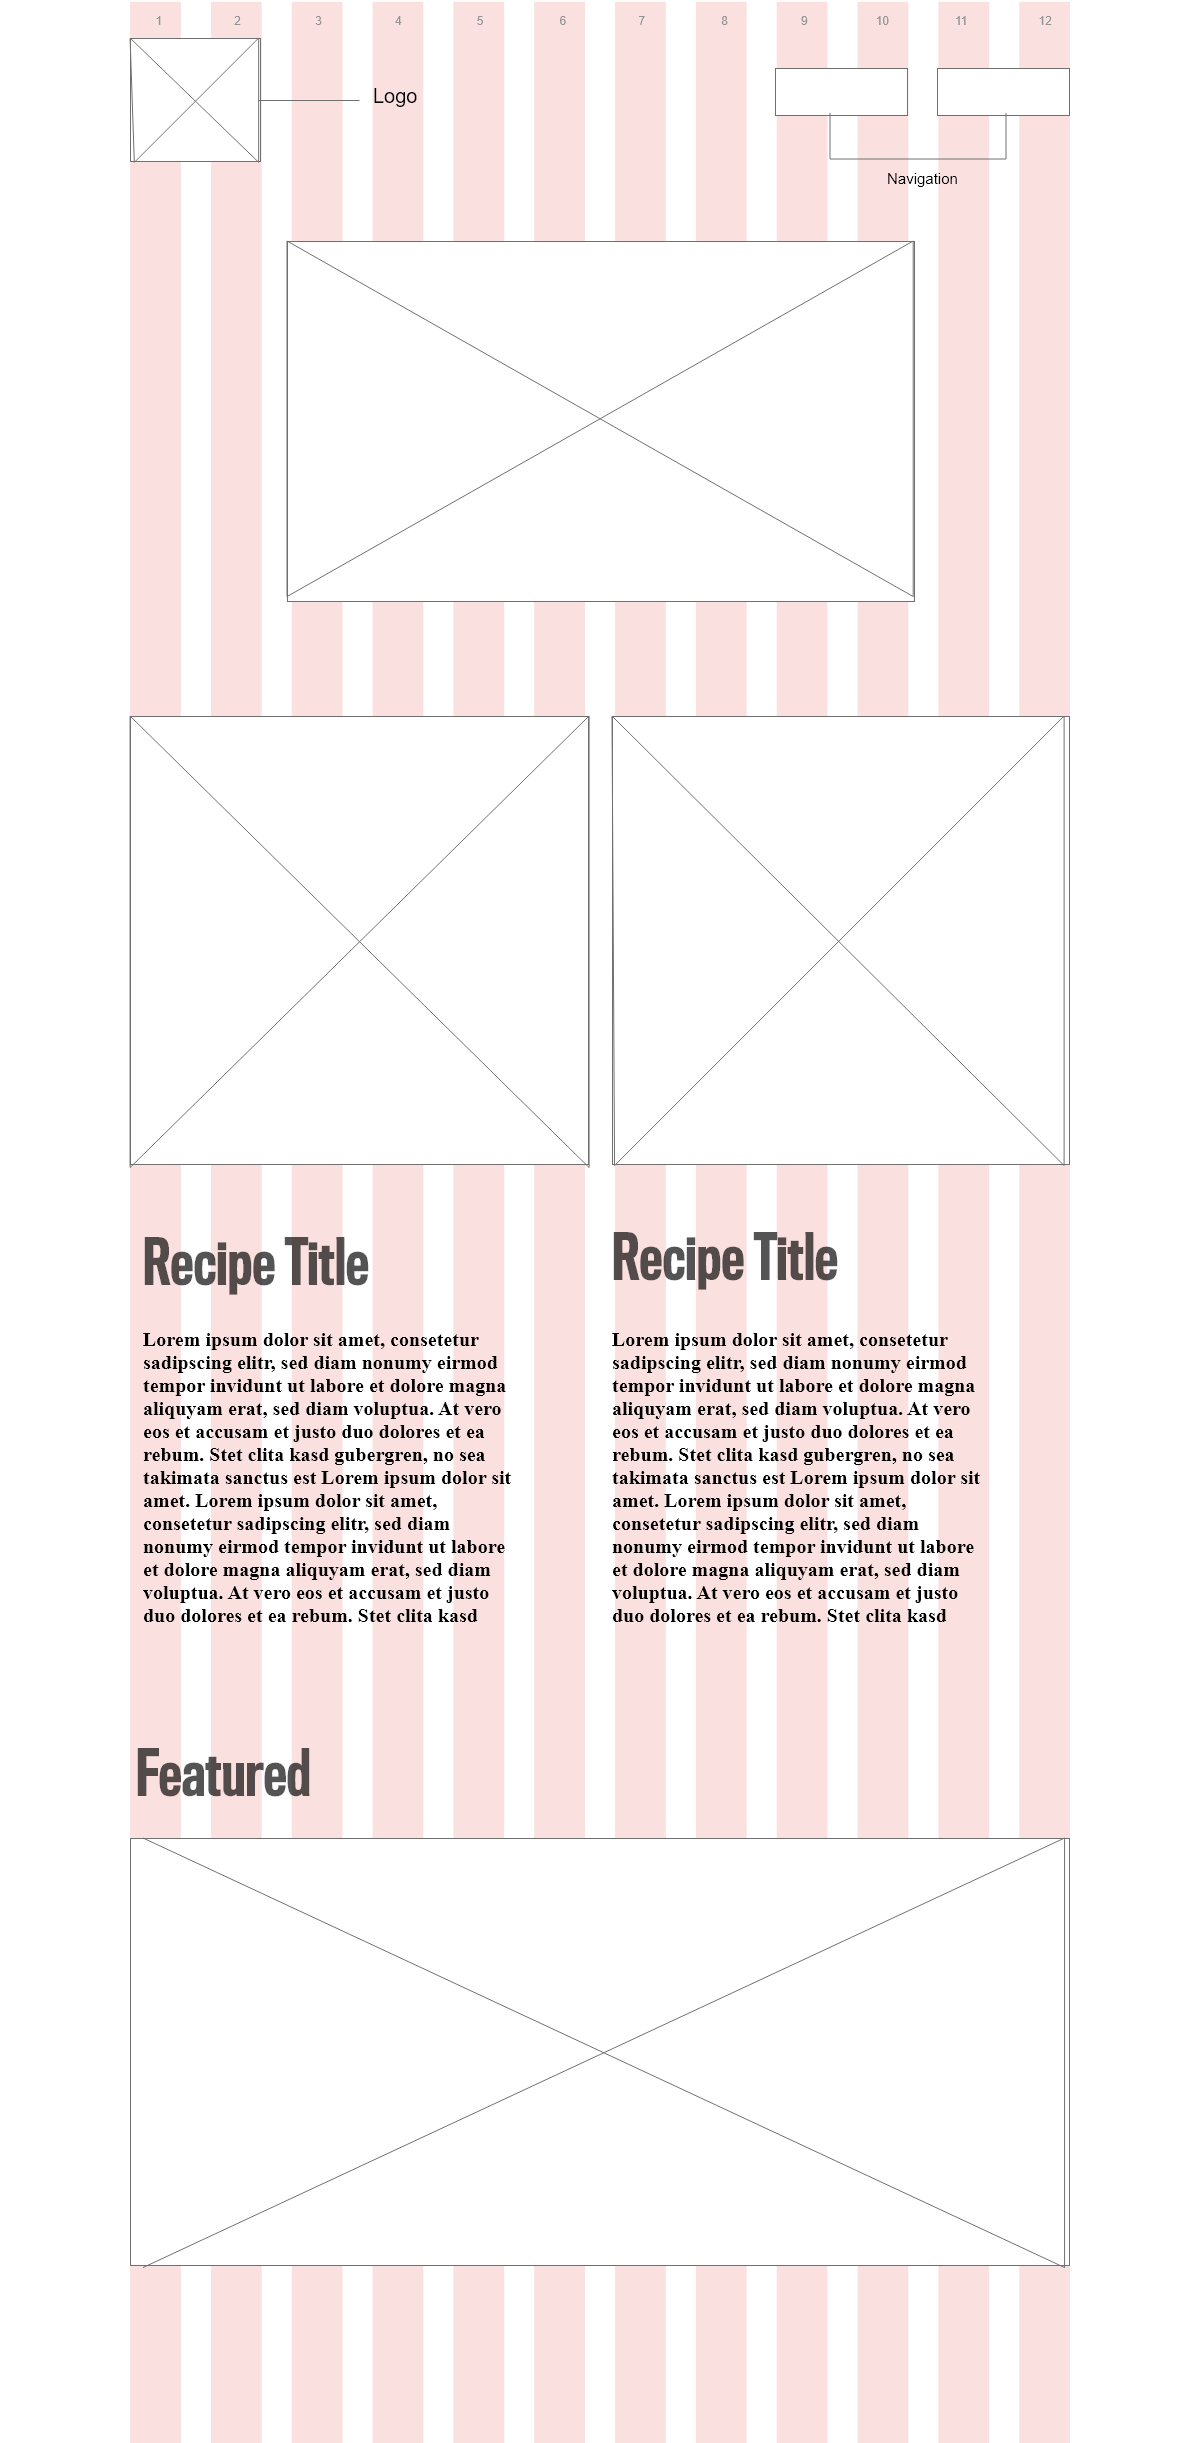 1 2 3 4 5 6 7 8 9 10 11 12
Logo
Navigation
Recipe Title
Lorem ipsum dolor sit amet, consetetur
sadipscing elitr, sed diam nonumy eirmod
tempor invidunt ut labore et dolore magna
aliquyam erat, sed diam voluptua. At vero
eos et accusam et justo duo dolores et ea
rebum. Stet clita kasd gubergren, no sea
takimata sanctus est Lorem ipsum dolor sit
amet. Lorem ipsum dolor sit amet,
consetetur sadipscing elitr, sed diam
nonumy eirmod tempor invidunt ut labore
et dolore magna aliquyam erat, sed diam
voluptua. At vero eos et accusam et justo
duo dolores et ea rebum. Stet clita kasd
Recipe Title
Lorem ipsum dolor sit amet, consetetur
sadipscing elitr, sed diam nonumy eirmod
tempor invidunt ut labore et dolore magna
aliquyam erat, sed diam voluptua. At vero
eos et accusam et justo duo dolores et ea
rebum. Stet clita kasd gubergren, no sea
takimata sanctus est Lorem ipsum dolor sit
amet. Lorem ipsum dolor sit amet,
consetetur sadipscing elitr, sed diam
nonumy eirmod tempor invidunt ut labore
et dolore magna aliquyam erat, sed diam
voluptua. At vero eos et accusam et justo
duo dolores et ea rebum. Stet clita kasd
Featured